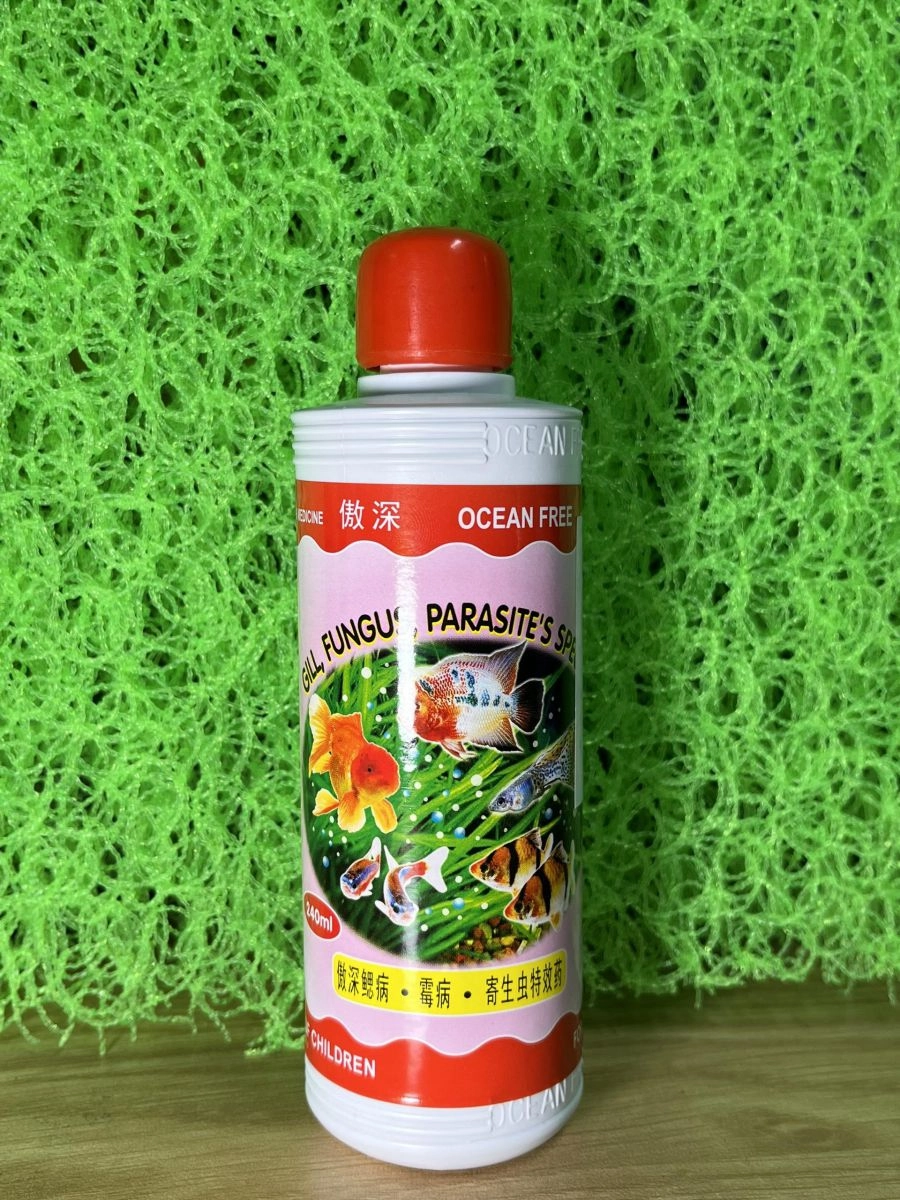 OCEAN F
MEDICINE 傲深 OCEAN FREE
GILL, FUNGUS, PARASITE'S SPE
240ml
傲深鳃病・霉病・寄生虫特效药
F CHILDREN
OCEAN F